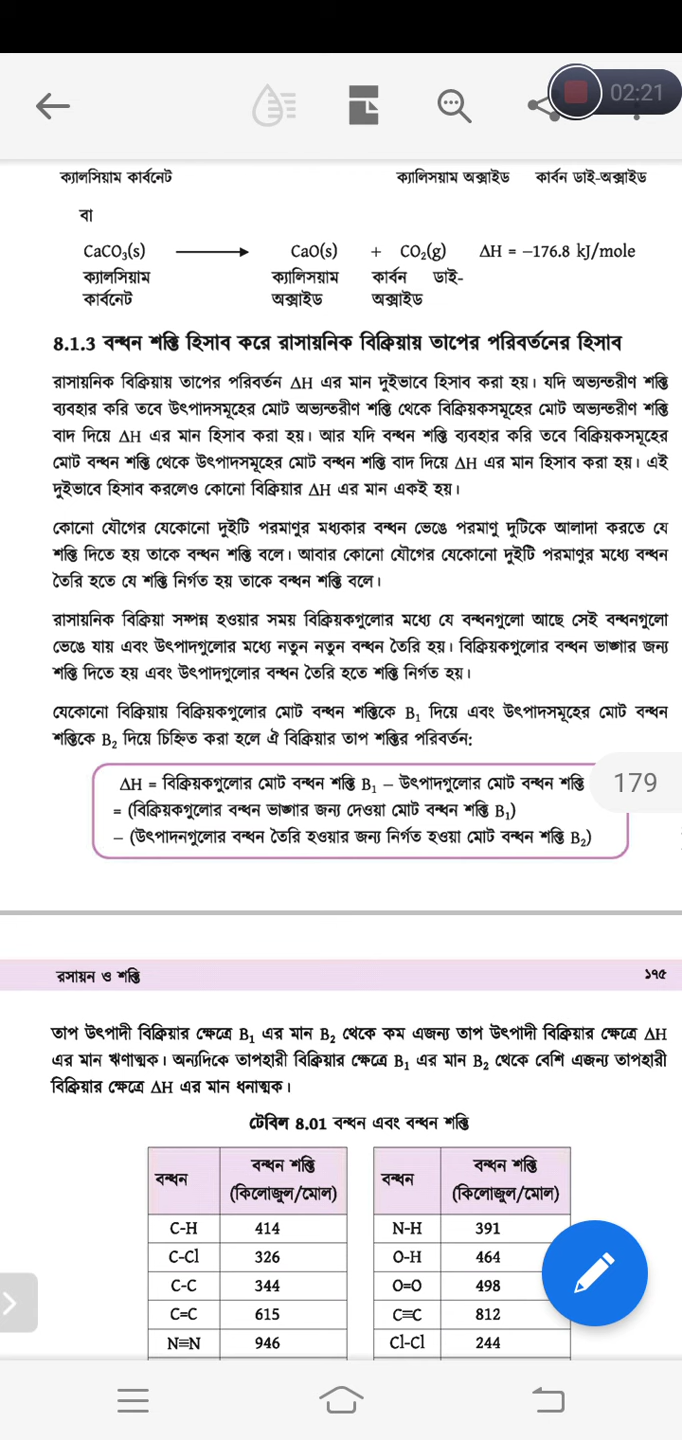 02:21
ক্যালসিয়াম কার্বনেট ক্যালিসয়াম অক্সাইড কার্বন ডাই-অক্সাইড
বা
CaCO₃(s) ⟶ CaO(s) + CO₂(g) ΔH = −176.8 kJ/mole
ক্যালসিয়াম ক্যালিসয়াম কার্বন ডাই-
কার্বনেট অক্সাইড অক্সাইড
8.1.3 বন্ধন শক্তি হিসাব করে রাসায়নিক বিক্রিয়ায় তাপের পরিবর্তনের হিসাব
রাসায়নিক বিক্রিয়ায় তাপের পরিবর্তন ΔH এর মান দুইভাবে হিসাব করা হয়। যদি অভ্যন্তরীণ শক্তি
ব্যবহার করি তবে উৎপাদসমূহের মোট অভ্যন্তরীণ শক্তি থেকে বিক্রিয়কসমূহের মোট অভ্যন্তরীণ শক্তি
বাদ দিয়ে ΔH এর মান হিসাব করা হয়। আর যদি বন্ধন শক্তি ব্যবহার করি তবে বিক্রিয়কসমূহের
মোট বন্ধন শক্তি থেকে উৎপাদসমূহের মোট বন্ধন শক্তি বাদ দিয়ে ΔH এর মান হিসাব করা হয়। এই
দুইভাবে হিসাব করলেও কোনো বিক্রিয়ার ΔH এর মান একই হয়।
কোনো যৌগের যেকোনো দুইটি পরমাণুর মধ্যকার বন্ধন ভেঙে পরমাণু দুটিকে আলাদা করতে যে
শক্তি দিতে হয় তাকে বন্ধন শক্তি বলে। আবার কোনো যৌগের যেকোনো দুইটি পরমাণুর মধ্যে বন্ধন
তৈরি হতে যে শক্তি নির্গত হয় তাকে বন্ধন শক্তি বলে।
রাসায়নিক বিক্রিয়া সম্পন্ন হওয়ার সময় বিক্রিয়কগুলোর মধ্যে যে বন্ধনগুলো আছে সেই বন্ধনগুলো
ভেঙে যায় এবং উৎপাদগুলোর মধ্যে নতুন নতুন বন্ধন তৈরি হয়। বিক্রিয়কগুলোর বন্ধন ভাঙ্গার জন্য
শক্তি দিতে হয় এবং উৎপাদগুলোর বন্ধন তৈরি হতে শক্তি নির্গত হয়।
যেকোনো বিক্রিয়ায় বিক্রিয়কগুলোর মোট বন্ধন শক্তিকে B₁ দিয়ে এবং উৎপাদসমূহের মোট বন্ধন
শক্তিকে B₂ দিয়ে চিহ্নিত করা হলে ঐ বিক্রিয়ার তাপ শক্তির পরিবর্তন:
ΔH = বিক্রিয়কগুলোর মোট বন্ধন শক্তি B₁ − উৎপাদগুলোর মোট বন্ধন শক্তি
179
= (বিক্রিয়কগুলোর বন্ধন ভাঙ্গার জন্য দেওয়া মোট বন্ধন শক্তি B₁)
− (উৎপাদনগুলোর বন্ধন তৈরি হওয়ার জন্য নির্গত হওয়া মোট বন্ধন শক্তি B₂)
রসায়ন ও শক্তি ১৭৫
তাপ উৎপাদী বিক্রিয়ার ক্ষেত্রে B₁ এর মান B₂ থেকে কম এজন্য তাপ উৎপাদী বিক্রিয়ার ক্ষেত্রে ΔH
এর মান ঋণাত্মক। অন্যদিকে তাপহারী বিক্রিয়ার ক্ষেত্রে B₁ এর মান B₂ থেকে বেশি এজন্য তাপহারী
বিক্রিয়ার ক্ষেত্রে ΔH এর মান ধনাত্মক।
টেবিল 8.01 বন্ধন এবং বন্ধন শক্তি
বন্ধন বন্ধন শক্তি (কিলোজুল/মোল) বন্ধন বন্ধন শক্তি (কিলোজুল/মোল)
C-H 414 N-H 391
C-Cl 326 O-H 464
C-C 344 O=O 498
C=C 615 C≡C 812
N≡N 946 Cl-Cl 244